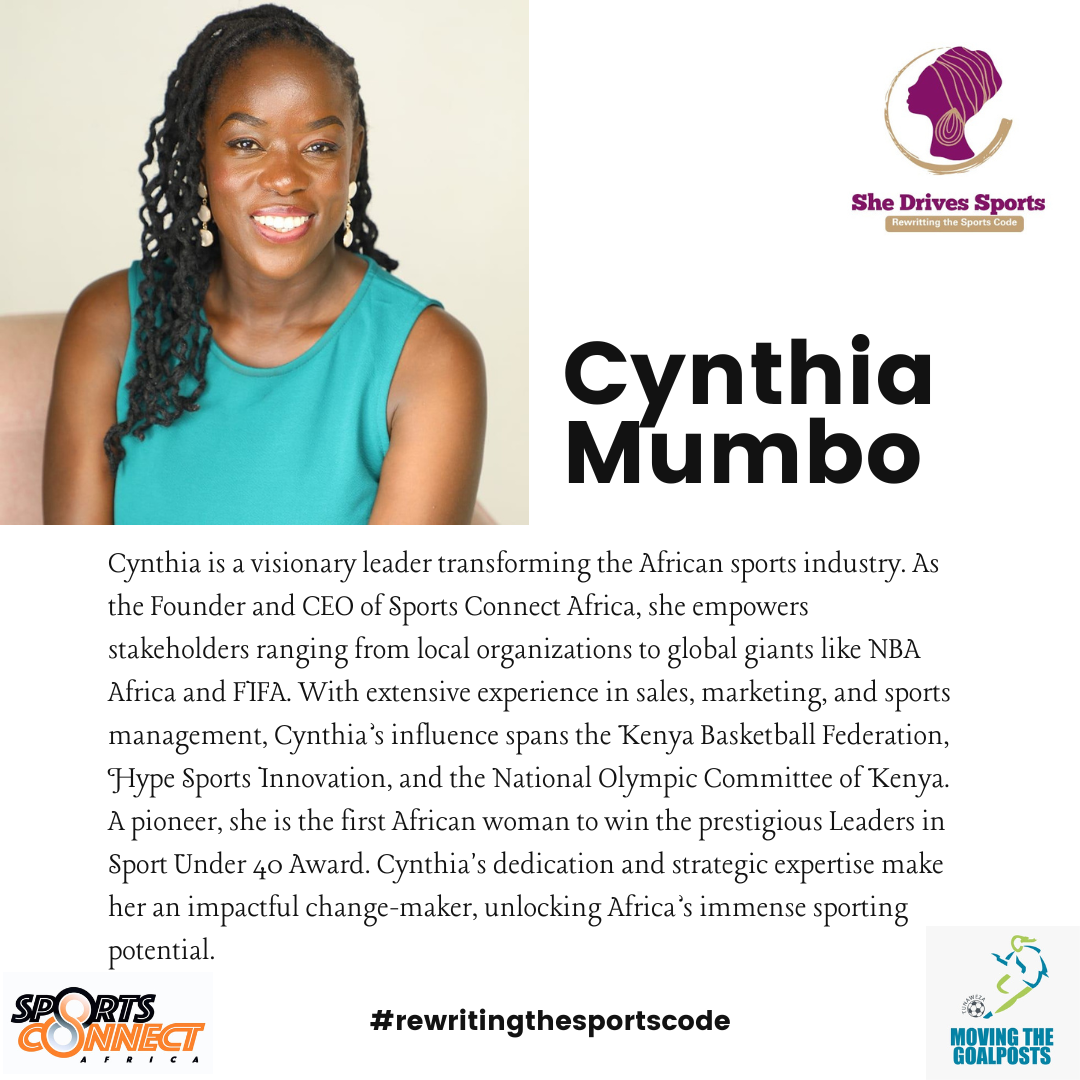 She Drives Sports
Rewritting the Sports Code
Cynthia
Mumbo
Cynthia is a visionary leader transforming the African sports industry. As
the Founder and CEO of Sports Connect Africa, she empowers
stakeholders ranging from local organizations to global giants like NBA
Africa and FIFA. With extensive experience in sales, marketing, and sports
management, Cynthia’s influence spans the Kenya Basketball Federation,
Hype Sports Innovation, and the National Olympic Committee of Kenya.
A pioneer, she is the first African woman to win the prestigious Leaders in
Sport Under 40 Award. Cynthia's dedication and strategic expertise make
her an impactful change-maker, unlocking Africa’s immense sporting
potential.
SPORTS
CONNECT
AFRICA
#rewritingthesportscode
TUNAWEZA
MOVING THE
GOALPOSTS